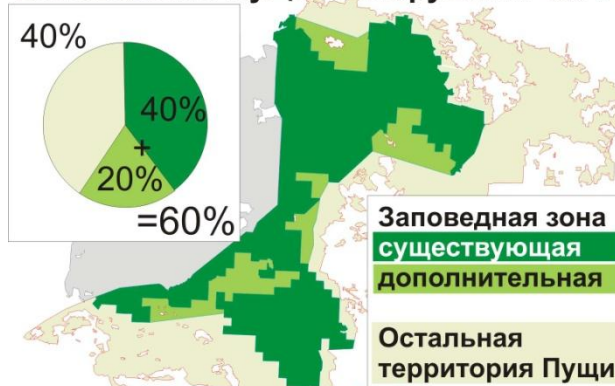 40%
40%
+
20%
=60%
Заповедная зона
существующая
дополнительная
Остальная
территория Пущи